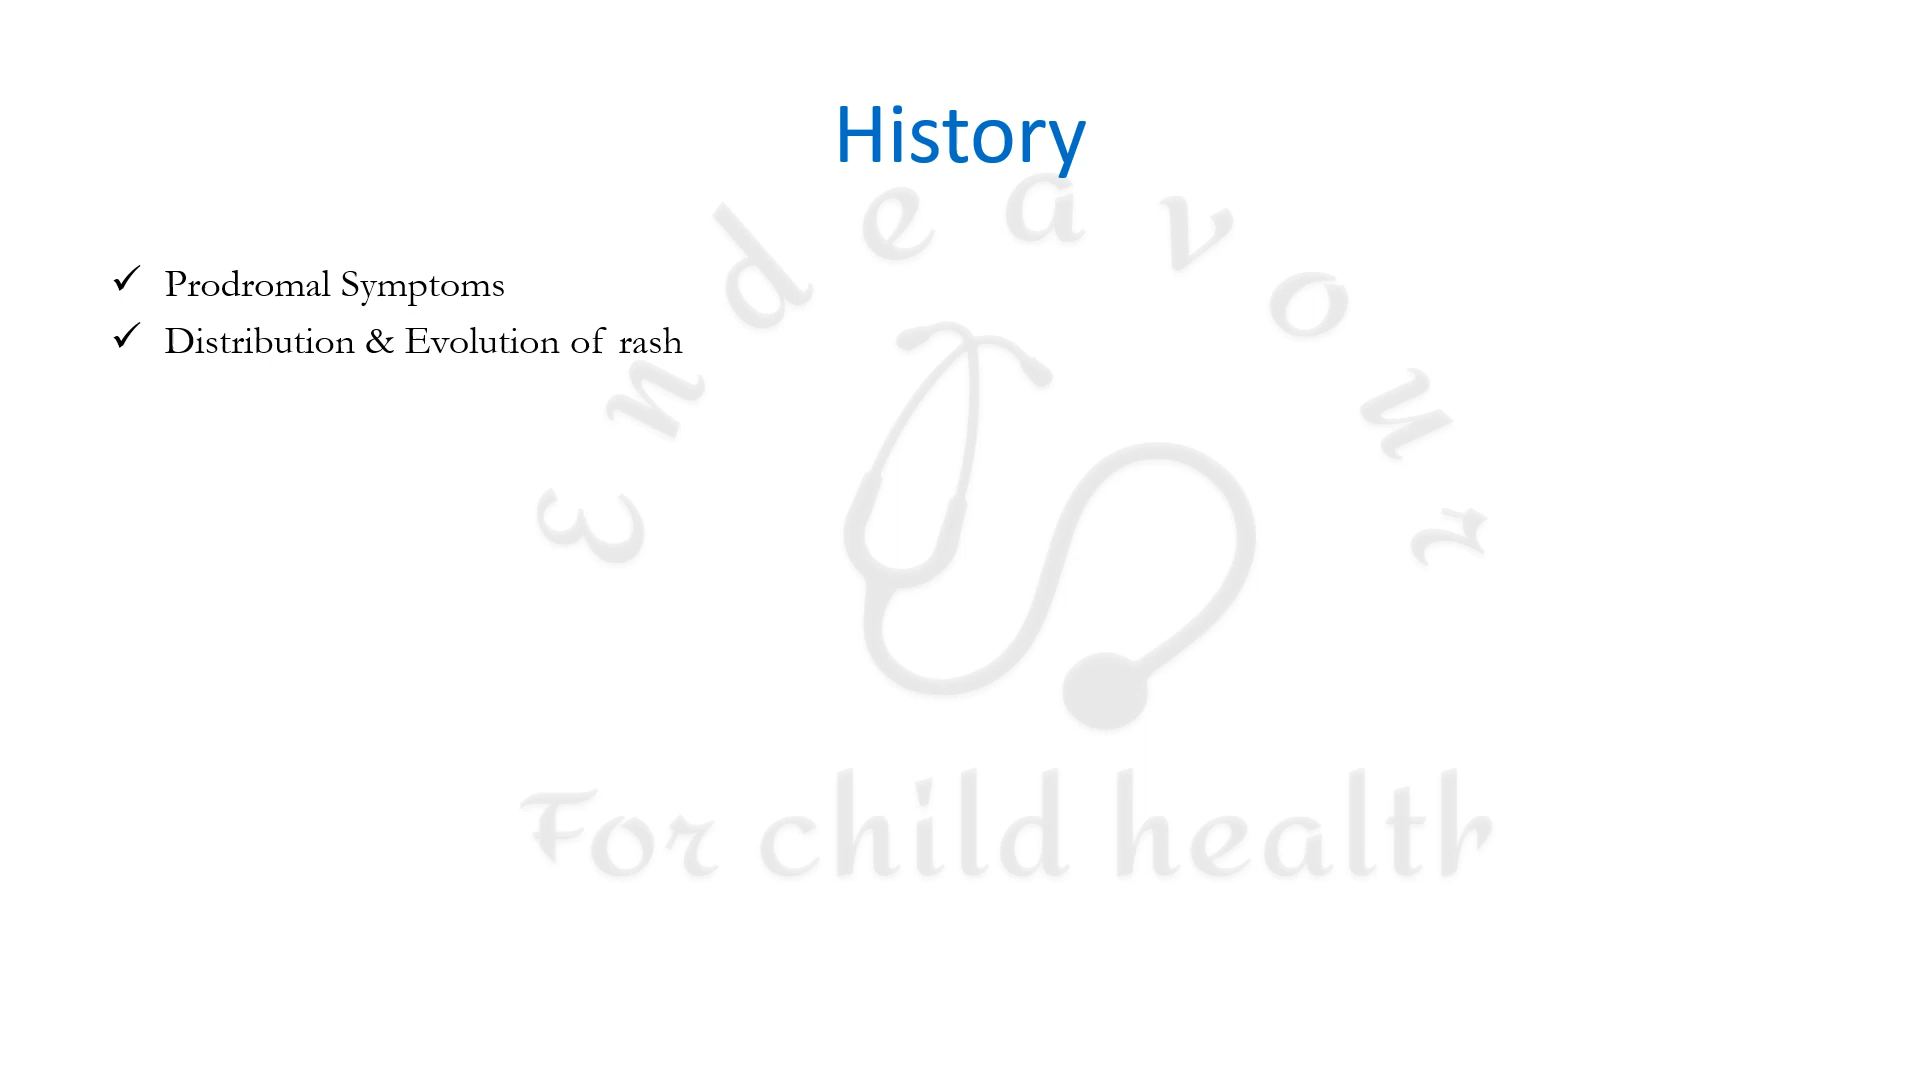 History
Endeavour
✓ Prodromal Symptoms
✓ Distribution & Evolution of rash
For child health